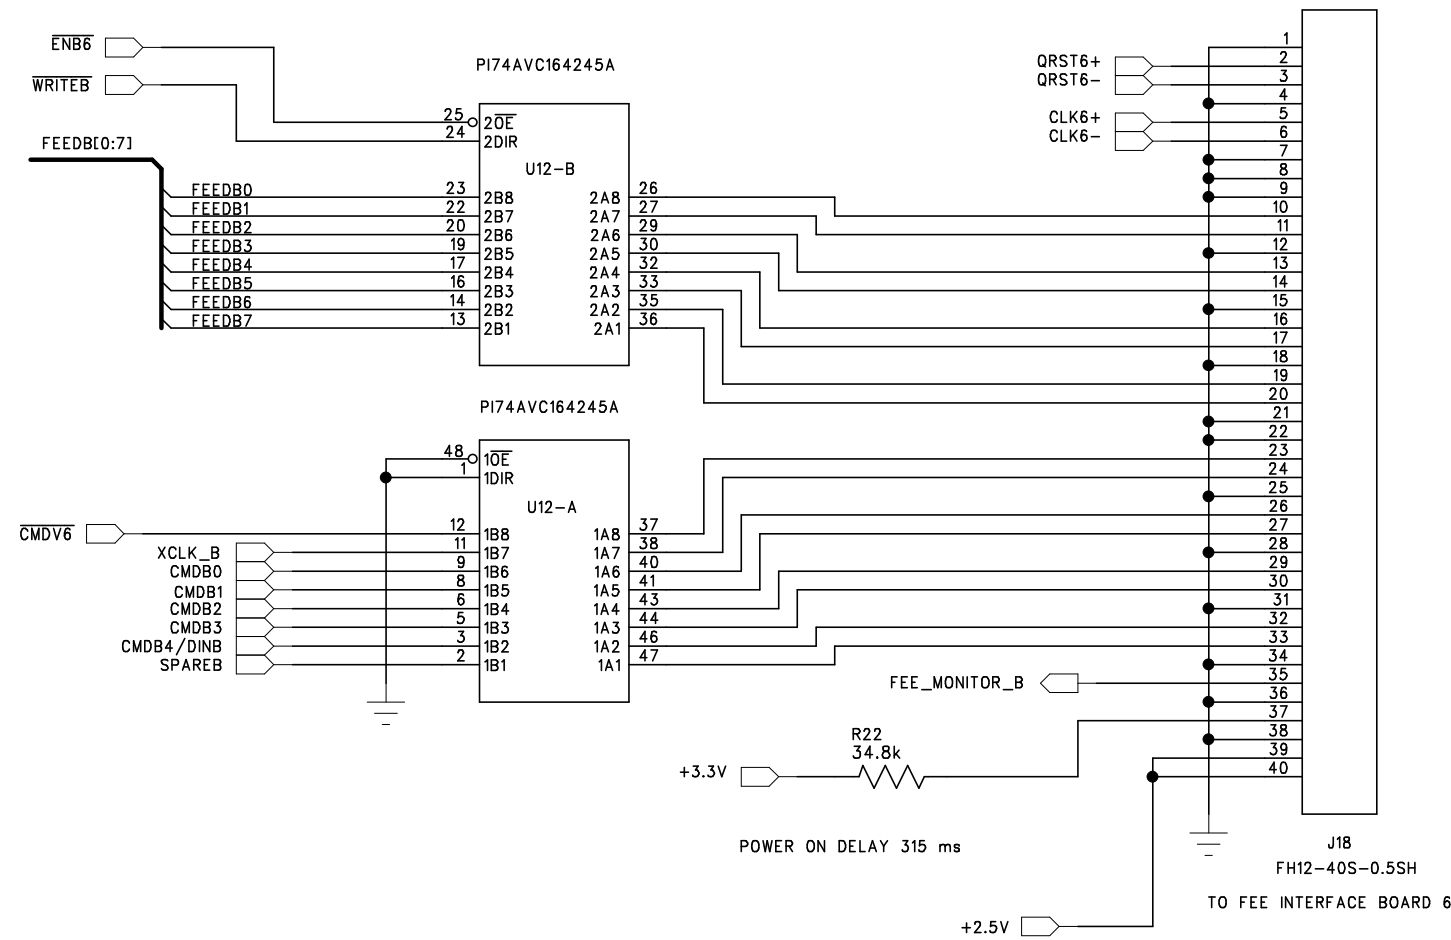 ENB6
WRITEB
FEEDB[0:7]
PI74AVC164245A
25 2OE
24 2DIR
U12-B
FEEDB0 23 2B8 2A8 26
FEEDB1 22 2B7 2A7 27
FEEDB2 20 2B6 2A6 29
FEEDB3 19 2B5 2A5 30
FEEDB4 17 2B4 2A4 32
FEEDB5 16 2B3 2A3 33
FEEDB6 14 2B2 2A2 35
FEEDB7 13 2B1 2A1 36
PI74AVC164245A
48 1OE
1 1DIR
U12-A
CMDV6 12 1B8 1A8 37
XCLK_B 11 1B7 1A7 38
CMDB0 9 1B6 1A6 40
CMDB1 8 1B5 1A5 41
CMDB2 6 1B4 1A4 43
CMDB3 5 1B3 1A3 44
CMDB4/DINB 3 1B2 1A2 46
SPAREB 2 1B1 1A1 47
1
QRST6+ 2
QRST6- 3
4
CLK6+ 5
CLK6- 6
7
8
9
10
11
12
13
14
15
16
17
18
19
20
21
22
23
24
25
26
27
28
29
30
31
32
33
34
FEE_MONITOR_B 35
36
37
38
39
40
R22
34.8k
+3.3V
POWER ON DELAY 315 ms
+2.5V
J18
FH12-40S-0.5SH
TO FEE INTERFACE BOARD 6